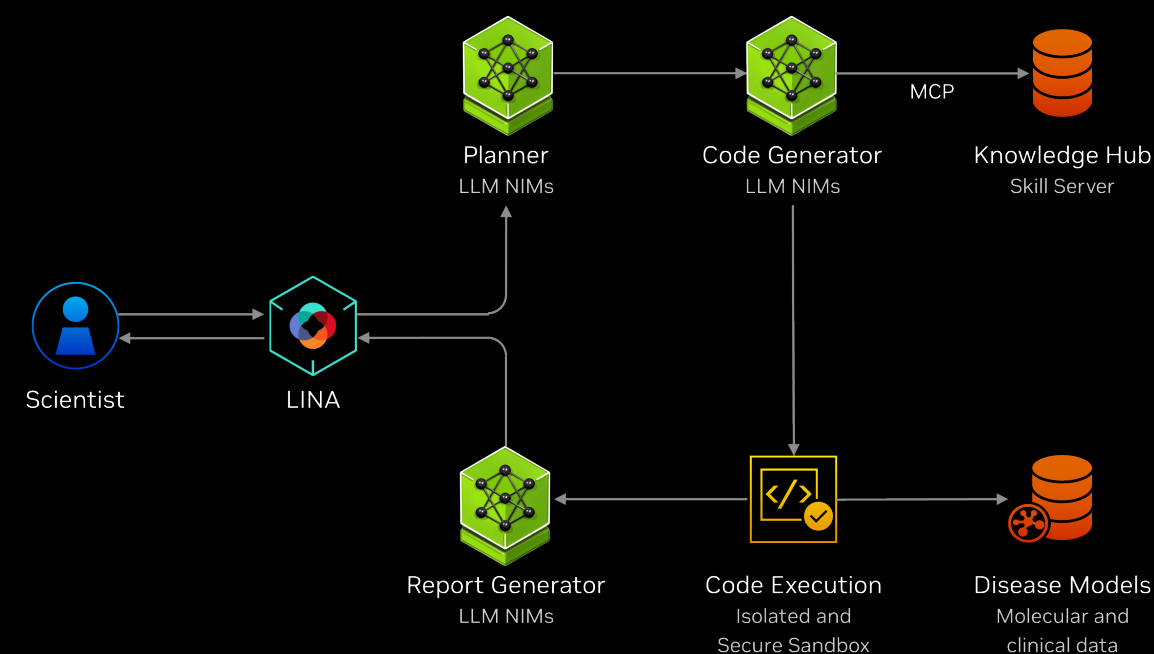 MCP
Planner
LLM NIMs
Code Generator
LLM NIMs
Knowledge Hub
Skill Server
Scientist
LINA
Report Generator
LLM NIMs
</>
Code Execution
Isolated and
Secure Sandbox
Disease Models
Molecular and
clinical data